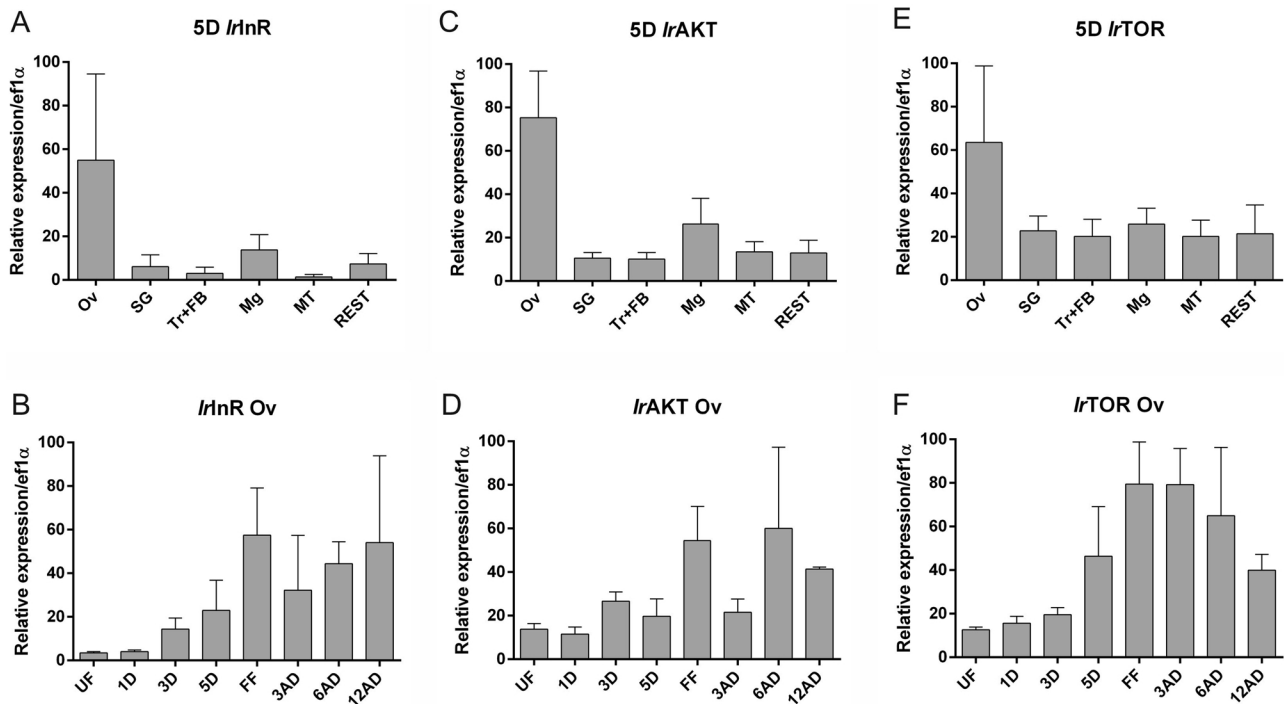 A
5D IrInR
Relative expression/ef1α
100
80
60
40
20
0
Ov
SG
Tr+FB
Mg
MT
REST
C
5D IrAKT
Relative expression/ef1α
100
80
60
40
20
0
Ov
SG
Tr+FB
Mg
MT
REST
E
5D IrTOR
Relative expression/ef1α
100
80
60
40
20
0
Ov
SG
Tr+FB
Mg
MT
REST
B
IrInR Ov
Relative expression/ef1α
100
80
60
40
20
0
UF
1D
3D
5D
FF
3AD
6AD
12AD
D
IrAKT Ov
Relative expression/ef1α
100
80
60
40
20
0
UF
1D
3D
5D
FF
3AD
6AD
12AD
F
IrTOR Ov
Relative expression/ef1α
100
80
60
40
20
0
UF
1D
3D
5D
FF
3AD
6AD
12AD